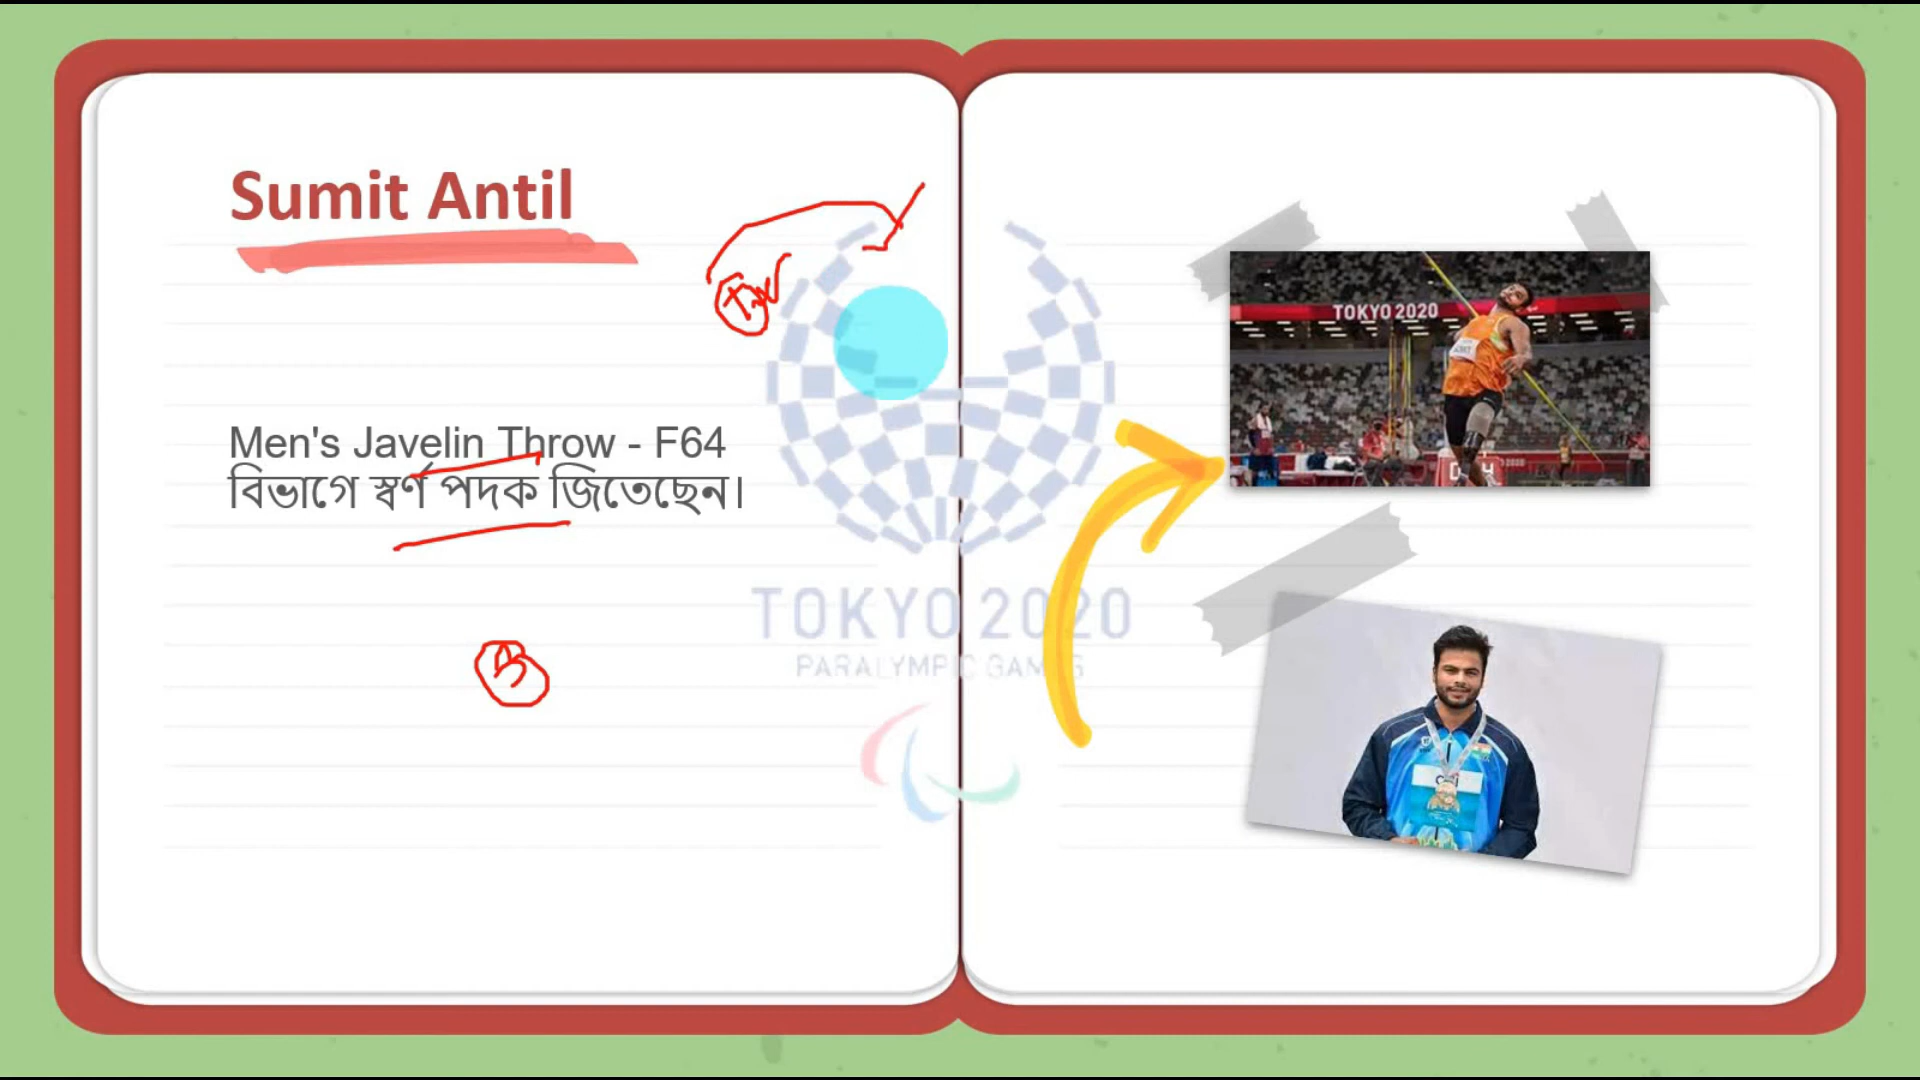 Sumit Antil
Men's Javelin Throw - F64
বিভাগে স্বর্ণ পদক জিতেছেন।
TOKYO 2020
PARALYMPIC GAMES
TOKYO 2020